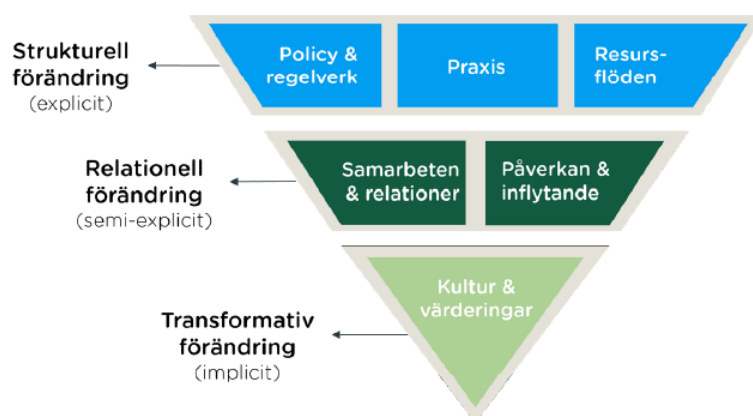 Strukturell
förändring
(explicit)
Policy &
regelverk
Praxis
Resurs-
flöden
Relationell
förändring
(semi-explicit)
Samarbeten
& relationer
Påverkan &
inflytande
Transformativ
förändring
(implicit)
Kultur &
värderingar